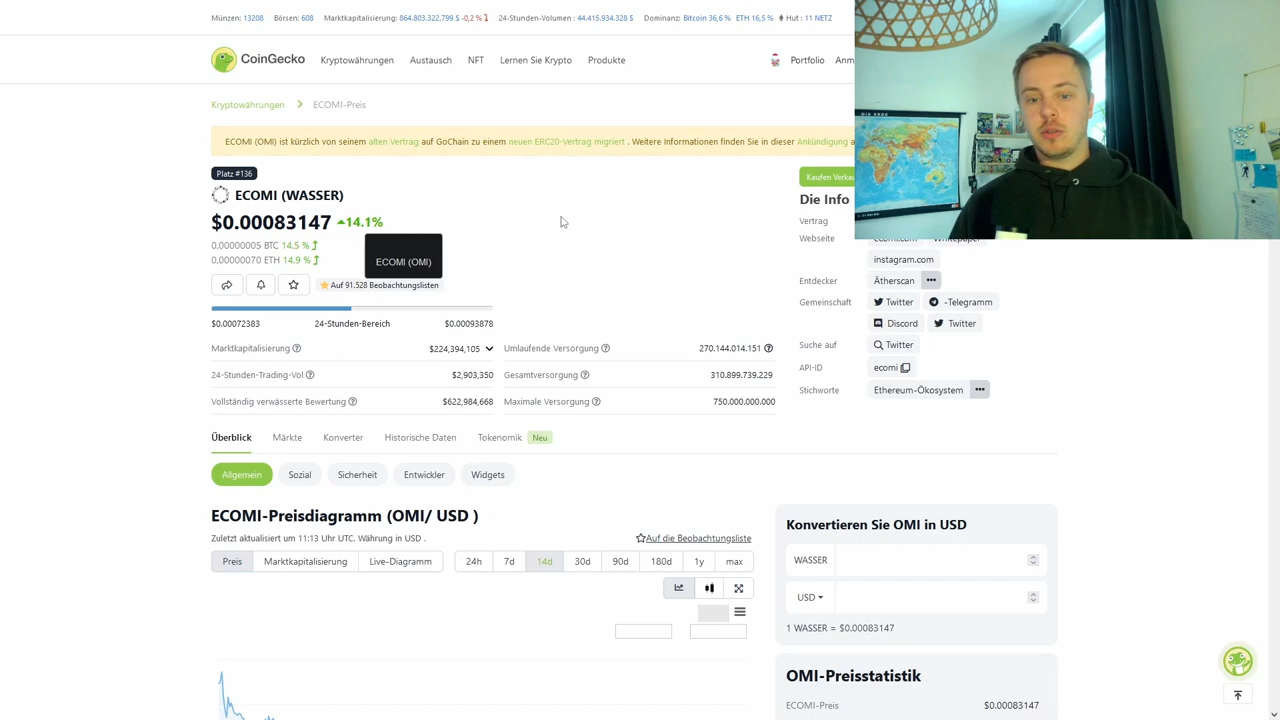 Münzen: 13208 Börsen: 608 Marktkapitalisierung: 864.803.322.799 $ -0,2 % 24-Stunden-Volumen : 44.415.934.328 $ Dominanz: Bitcoin 36,6 % ETH 16,5 % Hut : 11 NETZ
CoinGecko Kryptowährungen Austausch NFT Lernen Sie Krypto Produkte Portfolio Anm
Kryptowährungen ECOMI-Preis
ECOMI (OMI) ist kürzlich von seinem alten Vertrag auf GoChain zu einem neuen ERC20-Vertrag migriert . Weitere Informationen finden Sie in dieser Ankündigung a
Platz #136
ECOMI (WASSER)
$0.00083147 14.1%
0,00000005 BTC 14.5 %
0,00000070 ETH 14.9 %
ECOMI (OMI)
Auf 91.528 Beobachtungslisten
$0.00072383 24-Stunden-Bereich $0.00093878
Marktkapitalisierung $224,394,105 Umlaufende Versorgung 270.144.014.151
24-Stunden-Trading-Vol $2,903,350 Gesamtversorgung 310.899.739.229
Vollständig verwässerte Bewertung $622,984,668 Maximale Versorgung 750.000.000.000
Kaufen Verka
Die Info
Vertrag
Webseite ecomi.com Whitepaper
instagram.com
Entdecker Ätherscan
Gemeinschaft Twitter -Telegramm
Discord Twitter
Suche auf Twitter
API-ID ecomi
Stichworte Ethereum-Ökosystem
Überblick Märkte Konverter Historische Daten Tokenomik Neu
Allgemein Sozial Sicherheit Entwickler Widgets
ECOMI-Preisdiagramm (OMI/ USD )
Zuletzt aktualisiert um 11:13 Uhr UTC. Währung in USD .
Auf die Beobachtungsliste
Preis Marktkapitalisierung Live-Diagramm 24h 7d 14d 30d 90d 180d 1y max
Konvertieren Sie OMI in USD
WASSER
USD
1 WASSER = $0.00083147
OMI-Preisstatistik
ECOMI-Preis $0.00083147